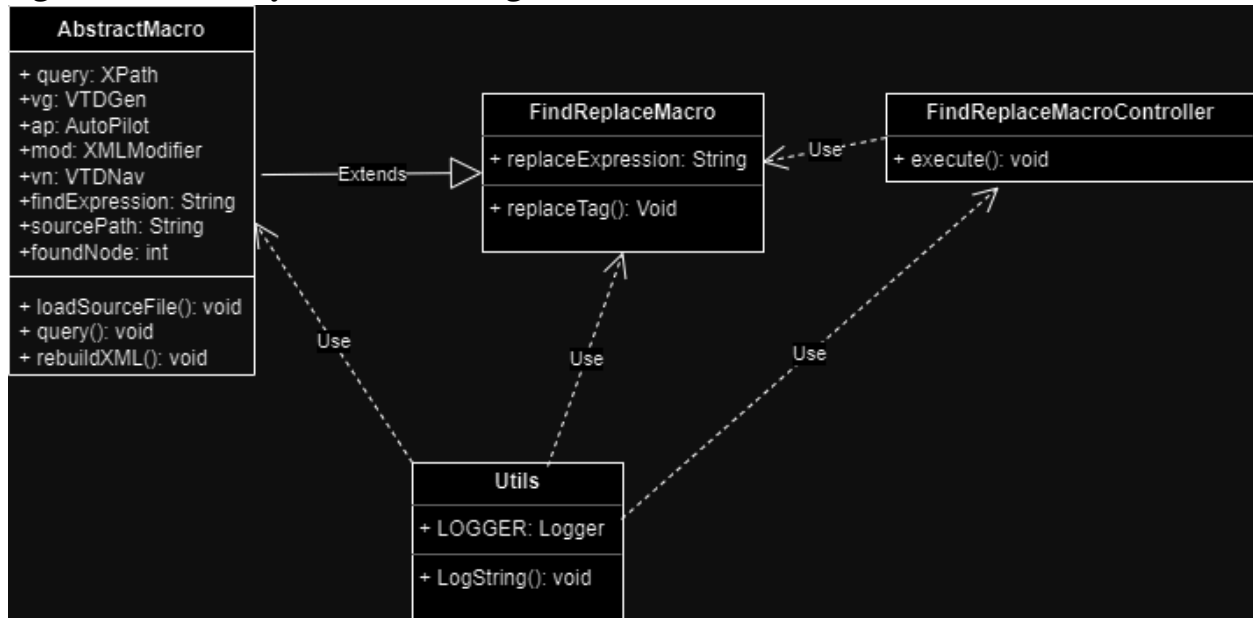 AbstractMacro
+ query: XPath
+vg: VTDGen
+ap: AutoPilot
+mod: XMLModifier
+vn: VTDNav
+findExpression: String
+sourcePath: String
+foundNode: int
+ loadSourceFile(): void
+ query(): void
+ rebuildXML(): void
Extends
FindReplaceMacro
+ replaceExpression: String
+ replaceTag(): Void
Use
FindReplaceMacroController
+ execute(): void
Use
Use
Use
Utils
+ LOGGER: Logger
+ LogString(): void